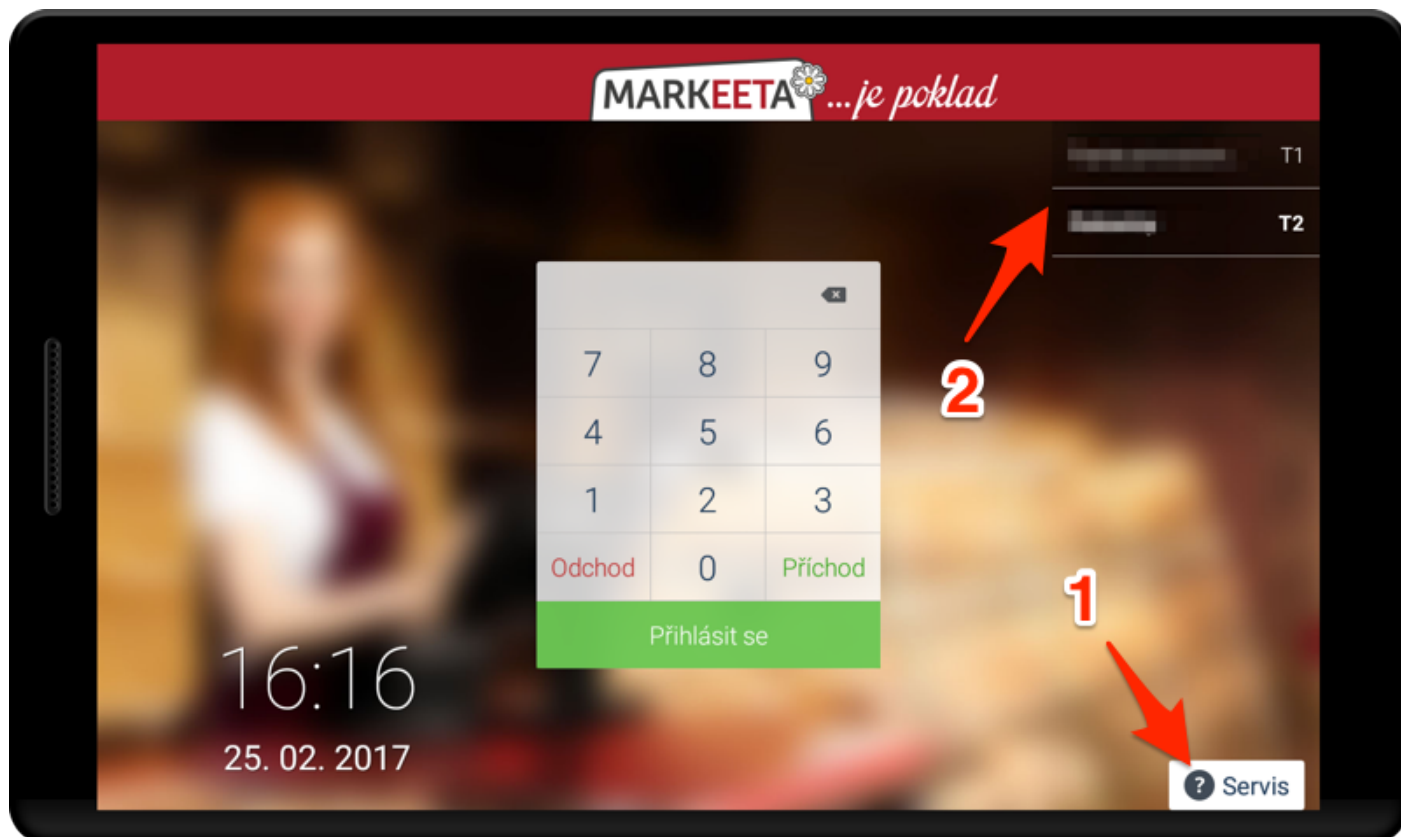 MARKEETA ...je poklad
T1
T2
2
7 8 9
4 5 6
1 2 3
Odchod 0 Příchod
Přihlásit se
1
16:16
25. 02. 2017
? Servis